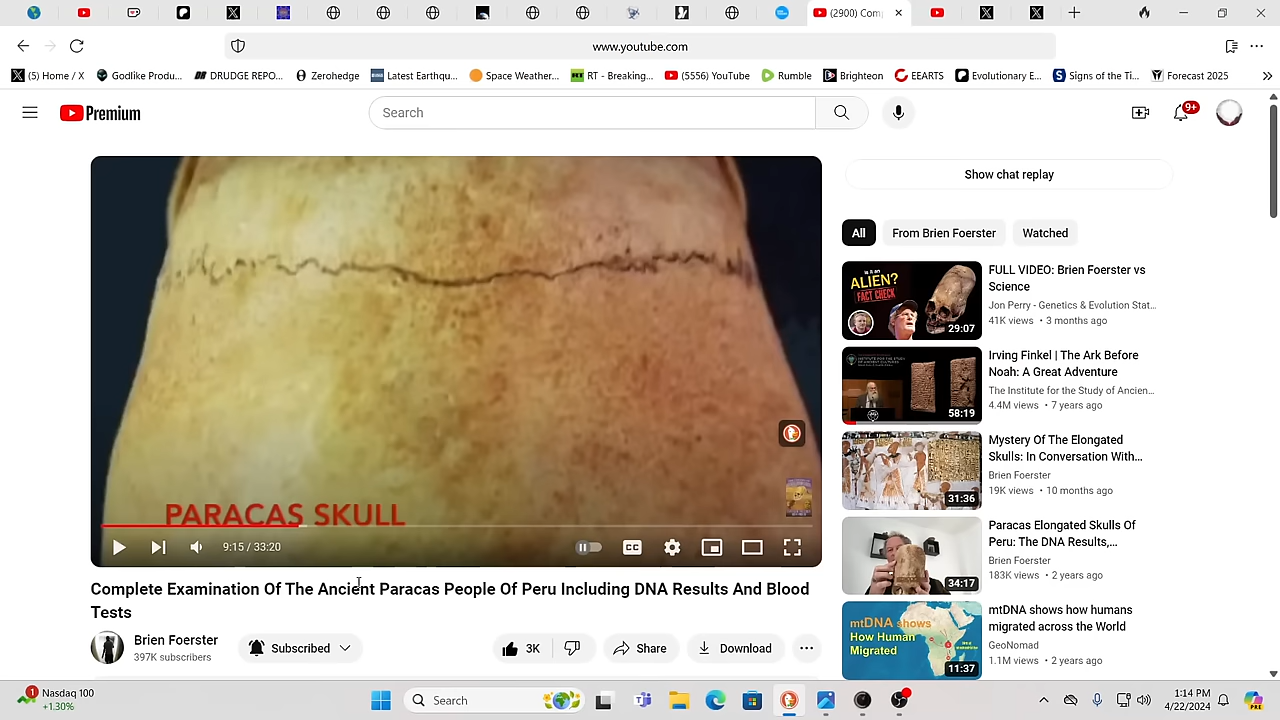 (2900) Com
www.youtube.com
(5) Home / X
Godlike Produ...
DRUDGE REPO...
Zerohedge
Latest Earthqu...
Space Weather...
RT - Breaking...
(5556) YouTube
Rumble
Brighteon
EEARTS
Evolutionary E...
Signs of the Ti...
Forecast 2025
Premium
Search
9+
PARACAS SKULL
9:15 / 33:20
CC
Complete Examination Of The Ancient Paracas People Of Peru Including DNA Results And Blood
Tests
Brien Foerster
397K subscribers
Subscribed
3K
Share
Download
Show chat replay
All
From Brien Foerster
Watched
ALIEN?
FACT CHECK
29:07
FULL VIDEO: Brien Foerster vs
Science
Jon Perry - Genetics & Evolution Stat...
41K views • 3 months ago
58:19
Irving Finkel | The Ark Before
Noah: A Great Adventure
The Institute for the Study of Ancien...
4.4M views • 7 years ago
31:36
Mystery Of The Elongated
Skulls: In Conversation With...
Brien Foerster
19K views • 10 months ago
34:17
Paracas Elongated Skulls Of
Peru: The DNA Results,...
Brien Foerster
183K views • 2 years ago
mtDNA shows
How Human
Migrated
11:37
mtDNA shows how humans
migrated across the World
GeoNomad
1.1M views • 2 years ago
1
Nasdaq 100
+1.30%
Search
1:14 PM
4/22/2024
PRE